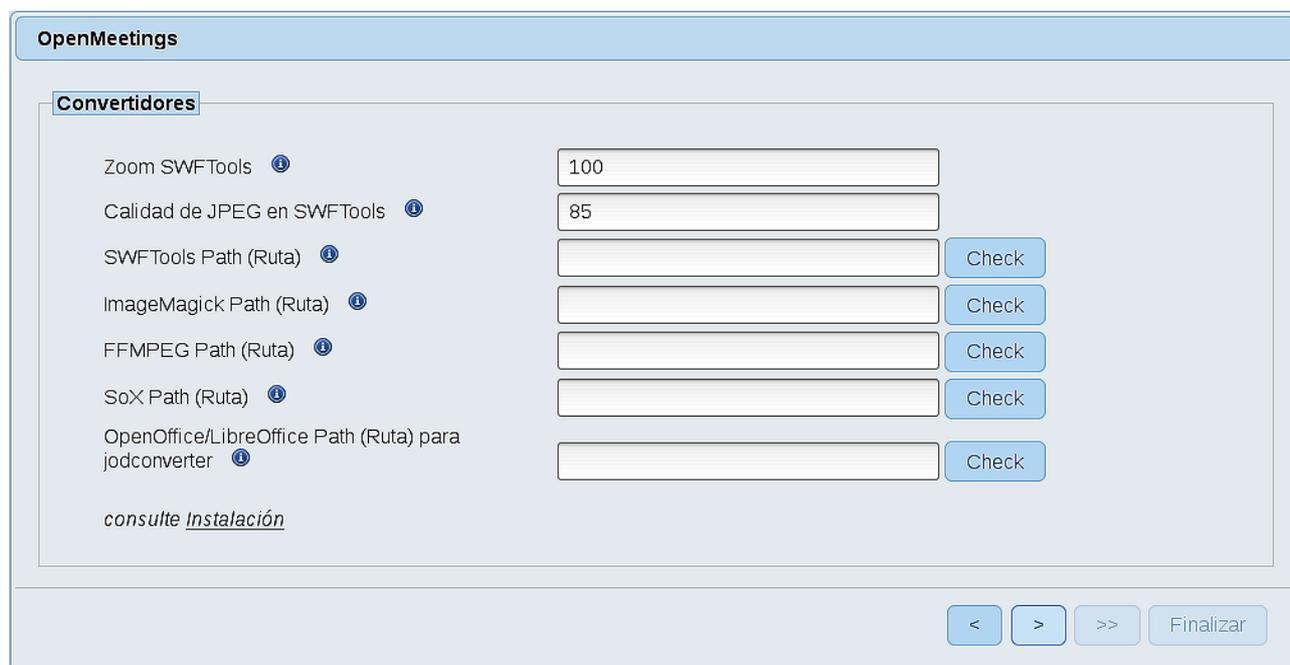 OpenMeetings
Convertidores
Zoom SWFTools
100
Calidad de JPEG en SWFTools
85
SWFTools Path (Ruta)
Check
ImageMagick Path (Ruta)
Check
FFMPEG Path (Ruta)
Check
SoX Path (Ruta)
Check
OpenOffice/LibreOffice Path (Ruta) para
jodconverter
Check
consulte Instalación
< > >> Finalizar